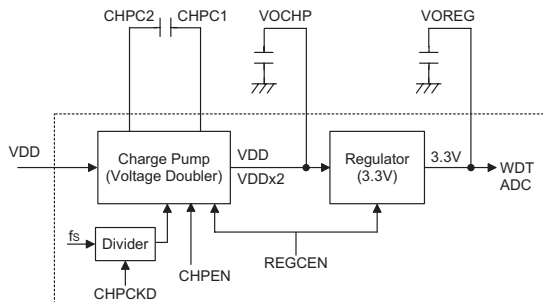 CHPC2 CHPC1
VOCHP
VOREG
VDD
Charge Pump
(Voltage Doubler)
VDD
VDDx2
Regulator
(3.3V)
3.3V
WDT
ADC
fs
Divider
CHPCKD
CHPEN
REGCEN